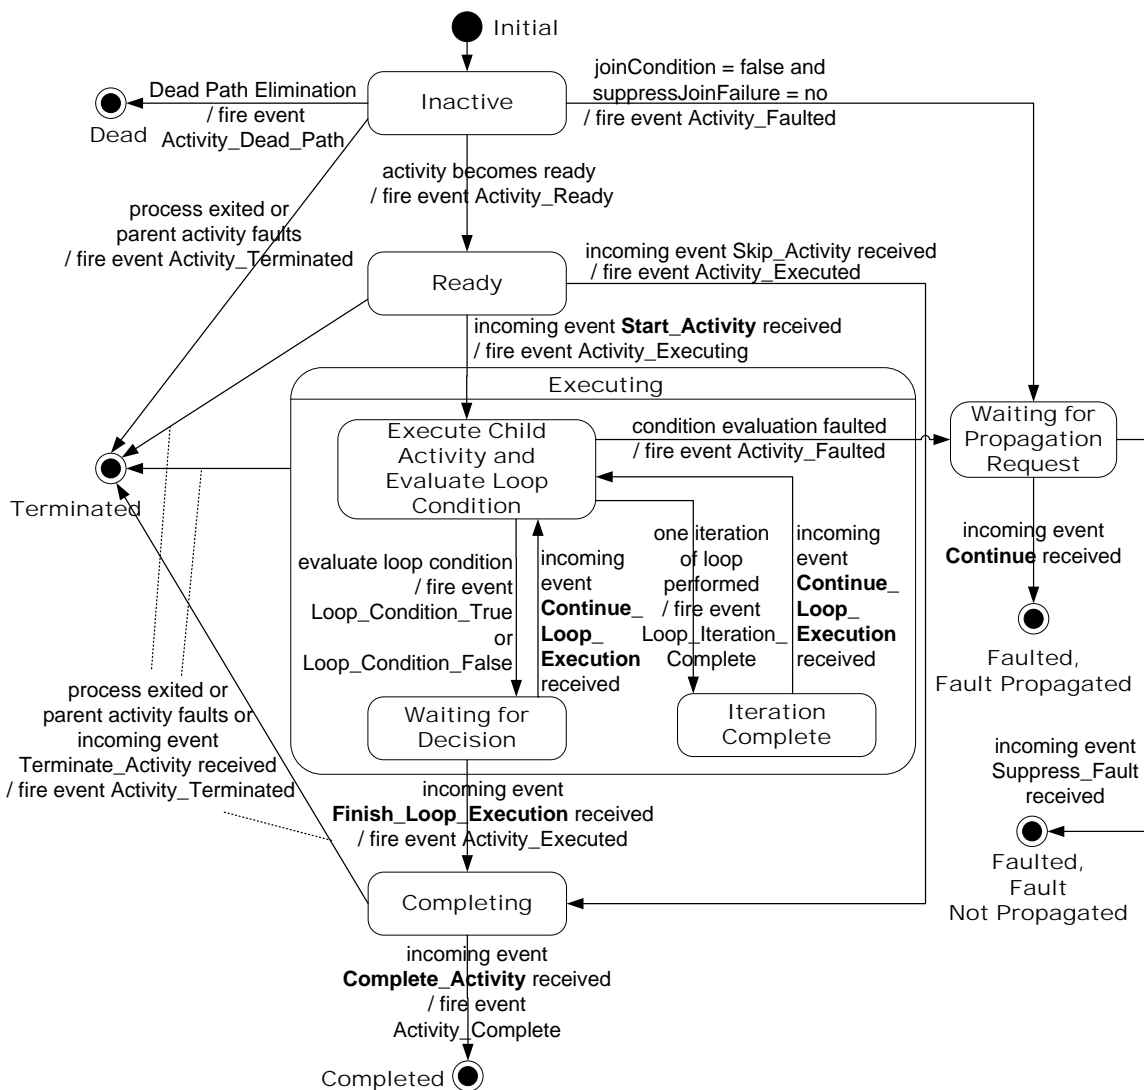 Initial
Inactive
joinCondition = false and
suppressJoinFailure = no
/ fire event Activity_Faulted
Dead Path Elimination
/ fire event
Activity_Dead_Path
Dead
activity becomes ready
/ fire event Activity_Ready
process exited or
parent activity faults
/ fire event Activity_Terminated
Ready
incoming event Skip_Activity received
/ fire event Activity_Executed
incoming event Start_Activity received
/ fire event Activity_Executing
Executing
Execute Child
Activity and
Evaluate Loop
Condition
condition evaluation faulted
/ fire event Activity_Faulted
Waiting for
Propagation
Request
Terminated
incoming event
Continue received
evaluate loop condition
/ fire event
Loop_Condition_True
or
Loop_Condition_False
incoming
event
Continue_
Loop_
Execution
received
one iteration
of loop
performed
/ fire event
Loop_Iteration_
Complete
incoming
event
Continue_
Loop_
Execution
received
Faulted,
Fault Propagated
Waiting for
Decision
Iteration
Complete
process exited or
parent activity faults or
incoming event
Terminate_Activity received
/ fire event Activity_Terminated
incoming event
Suppress_Fault
received
incoming event
Finish_Loop_Execution received
/ fire event Activity_Executed
Faulted,
Fault
Not Propagated
Completing
incoming event
Complete_Activity received
/ fire event
Activity_Complete
Completed